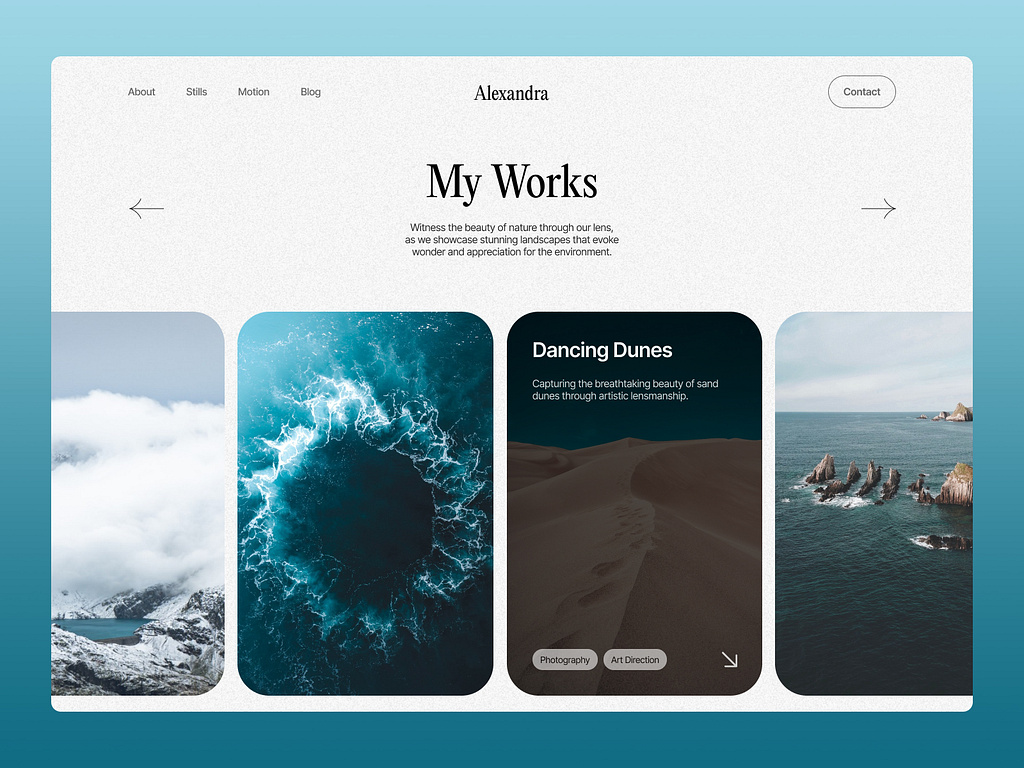 About Stills Motion Blog Alexandra Contact
My Works
Witness the beauty of nature through our lens,
as we showcase stunning landscapes that evoke
wonder and appreciation for the environment.
Dancing Dunes
Capturing the breathtaking beauty of sand
dunes through artistic lensmanship.
Photography Art Direction